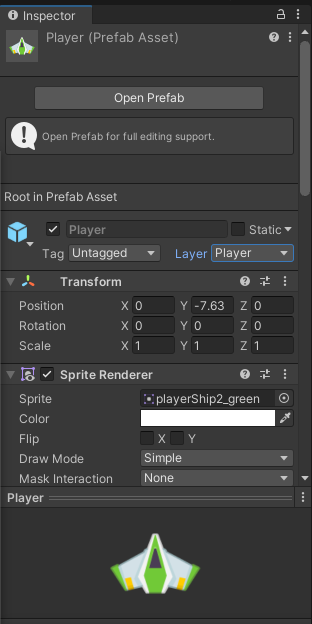 Inspector
Player (Prefab Asset)
Open Prefab
Open Prefab for full editing support.
Root in Prefab Asset
Player Static
Tag Untagged Layer Player
Transform
Position X 0 Y -7.63 Z 0
Rotation X 0 Y 0 Z 0
Scale X 1 Y 1 Z 1
Sprite Renderer
Sprite playerShip2_green
Color
Flip X Y
Draw Mode Simple
Mask Interaction None
Player